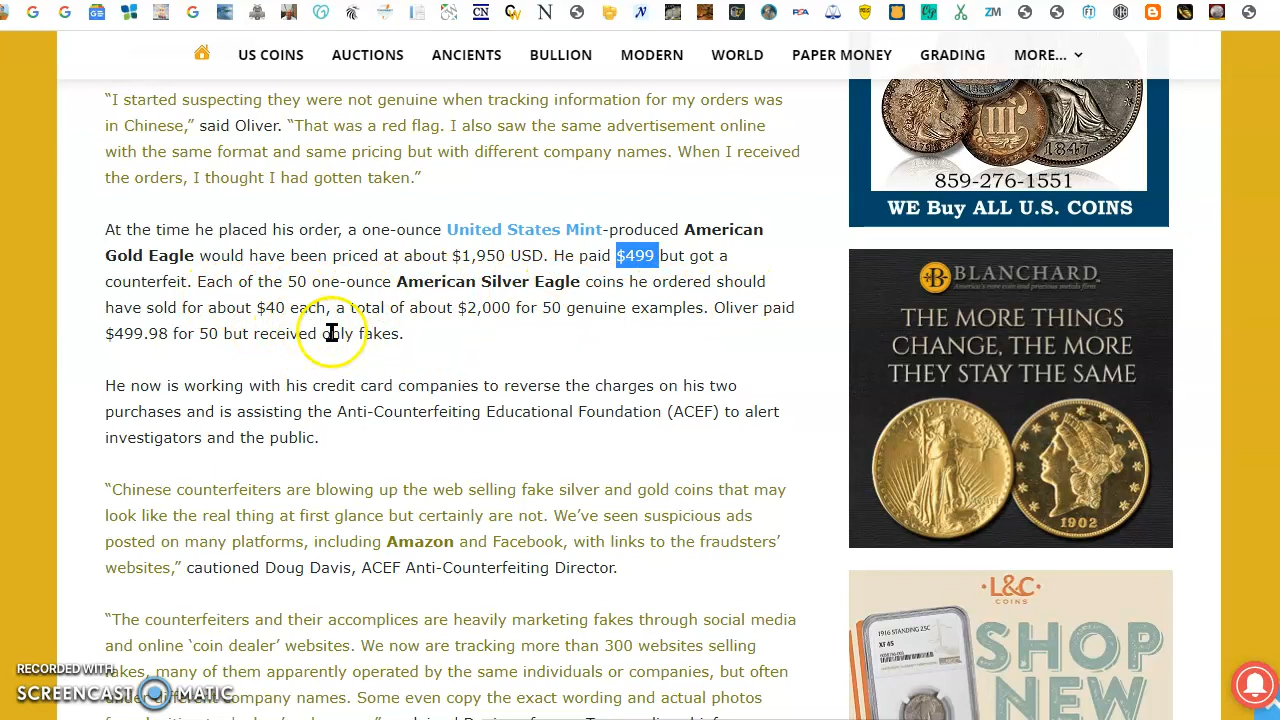 US COINS AUCTIONS ANCIENTS BULLION MODERN WORLD PAPER MONEY GRADING MORE...
“I started suspecting they were not genuine when tracking information for my orders was
in Chinese,” said Oliver. “That was a red flag. I also saw the same advertisement online
with the same format and same pricing but with different company names. When I received
the orders, I thought I had gotten taken.”
At the time he placed his order, a one-ounce United States Mint-produced American
Gold Eagle would have been priced at about $1,950 USD. He paid $499 but got a
counterfeit. Each of the 50 one-ounce American Silver Eagle coins he ordered should
have sold for about $40 each, a total of about $2,000 for 50 genuine examples. Oliver paid
$499.98 for 50 but received only fakes.
He now is working with his credit card companies to reverse the charges on his two
purchases and is assisting the Anti-Counterfeiting Educational Foundation (ACEF) to alert
investigators and the public.
“Chinese counterfeiters are blowing up the web selling fake silver and gold coins that may
look like the real thing at first glance but certainly are not. We’ve seen suspicious ads
posted on many platforms, including Amazon and Facebook, with links to the fraudsters’
websites,” cautioned Doug Davis, ACEF Anti-Counterfeiting Director.
“The counterfeiters and their accomplices are heavily marketing fakes through social media
and online ‘coin dealer’ websites. We now are tracking more than 300 websites selling
fakes, many of them apparently operated by the same individuals or companies, but often
under different company names. Some even copy the exact wording and actual photos
III
1847
859-276-1551
WE Buy ALL U.S. COINS
B BLANCHARD
THE MORE THINGS
CHANGE, THE MORE
THEY STAY THE SAME
1902
L&C
COINS
1916 STANDING 25C
XF 45
SHOP
NEW
RECORDED WITH
SCREENCAST MATIC